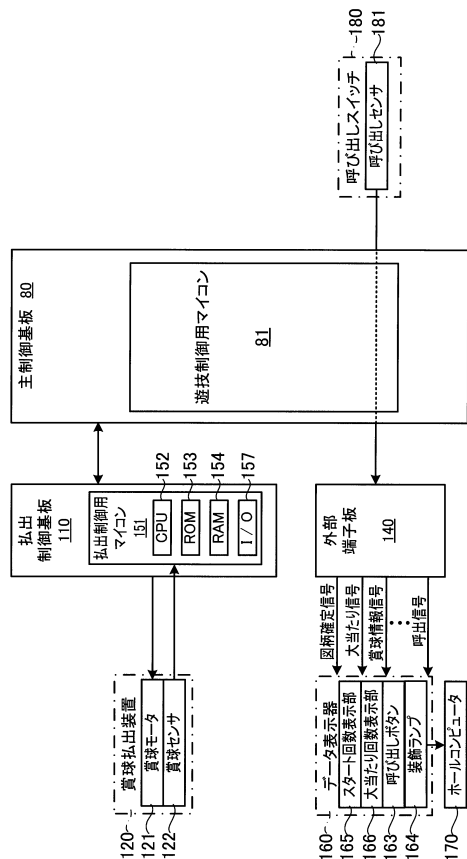 主制御基板 80
遊技制御用マイコン
81
払出
制御基板
110
払出制御用
マイコン
151
CPU
ROM
RAM
I/O
152
153
154
157
賞球払出装置
賞球モータ
賞球センサ
120
121
122
呼び出しスイッチ
呼び出しセンサ
180
181
外部
端子板
140
図柄確定信号
大当たり信号
賞球情報信号
呼出信号
データ表示器
スタート回数表示部
大当たり回数表示部
呼び出しボタン
装飾ランプ
160
165
166
163
164
ホールコンピュータ
170